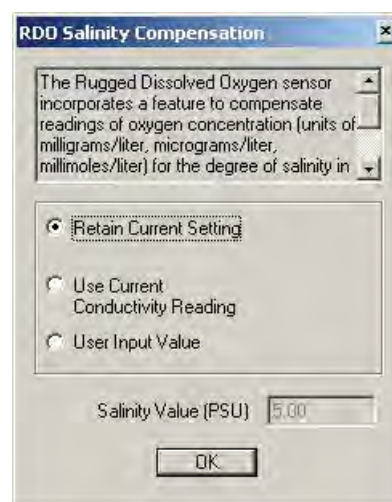 RDO Salinity Compensation
The Rugged Dissolved Oxygen sensor
incorporates a feature to compensate
readings of oxygen concentration (units of
milligrams/liter, micrograms/liter,
millimoles/liter) for the degree of salinity in
Retain Current Setting
Use Current
Conductivity Reading
User Input Value
Salinity Value (PSU) 5.00
OK